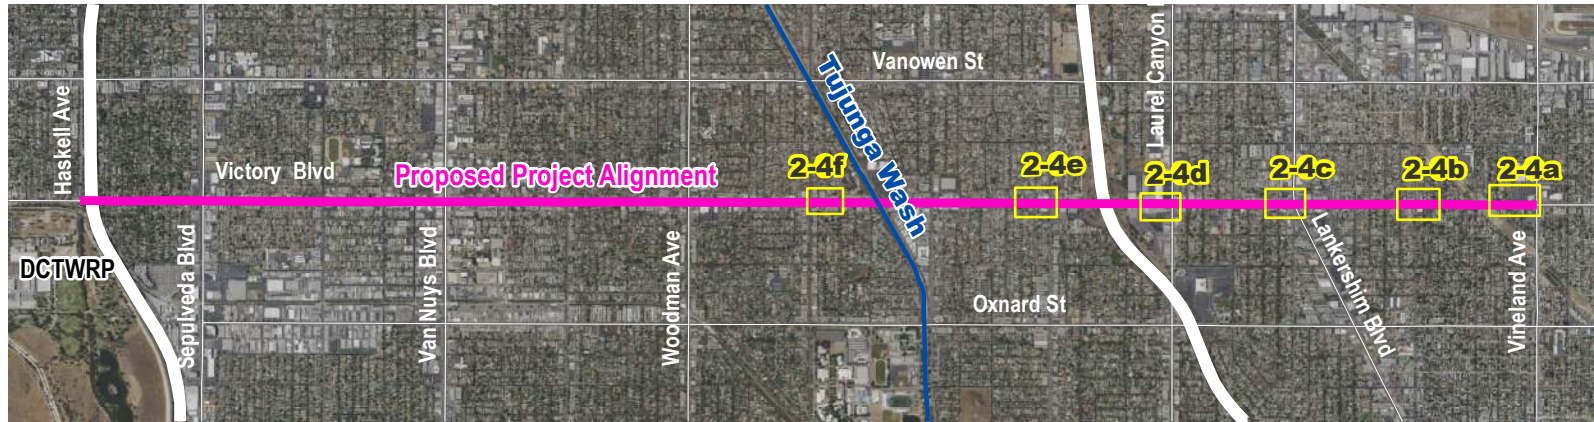 Vanowen St
Tujunga Wash
Laurel Canyon
Haskell Ave
Victory Blvd
Proposed Project Alignment
2-4f
2-4e
2-4d
2-4c
2-4b
2-4a
DCTWRP
Sepulveda Blvd
Van Nuys Blvd
Woodman Ave
Oxnard St
Lankershim Blvd
Vineland Ave